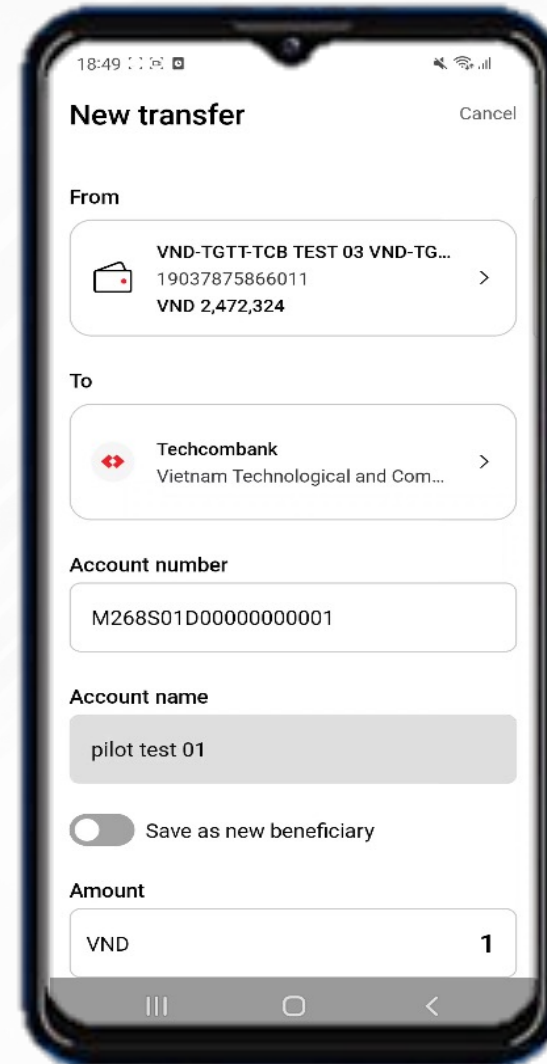 18:49
New transfer
Cancel
From
VND-TGTT-TCB TEST 03 VND-TG...
19037875866011
VND 2,472,324
To
Techcombank
Vietnam Technological and Com...
Account number
M268S01D00000000001
Account name
pilot test 01
Save as new beneficiary
Amount
VND 1